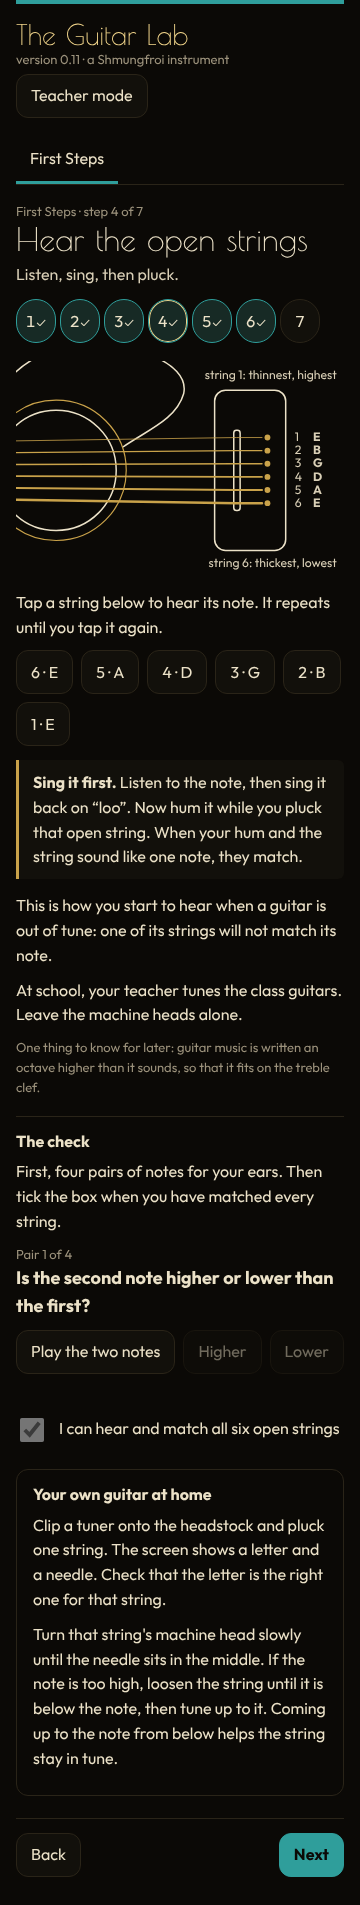 The Guitar Lab
version 0.11 · a Shmungfroi instrument
Teacher mode
First Steps
First Steps · step 4 of 7
Hear the open strings
Listen, sing, then pluck.
1✓ 2✓ 3✓ 4✓ 5✓ 6✓ 7
string 1: thinnest, highest
1 E
2 B
3 G
4 D
5 A
6 E
string 6: thickest, lowest
Tap a string below to hear its note. It repeats
until you tap it again.
6 · E 5 · A 4 · D 3 · G 2 · B
1 · E
Sing it first. Listen to the note, then sing it
back on “loo”. Now hum it while you pluck
that open string. When your hum and the
string sound like one note, they match.
This is how you start to hear when a guitar is
out of tune: one of its strings will not match its
note.
At school, your teacher tunes the class guitars.
Leave the machine heads alone.
One thing to know for later: guitar music is written an
octave higher than it sounds, so that it fits on the treble
clef.
The check
First, four pairs of notes for your ears. Then
tick the box when you have matched every
string.
Pair 1 of 4
Is the second note higher or lower than
the first?
Play the two notes Higher Lower
I can hear and match all six open strings
Your own guitar at home
Clip a tuner onto the headstock and pluck
one string. The screen shows a letter and
a needle. Check that the letter is the right
one for that string.
Turn that string's machine head slowly
until the needle sits in the middle. If the
note is too high, loosen the string until it is
below the note, then tune up to it. Coming
up to the note from below helps the string
stay in tune.
Back Next